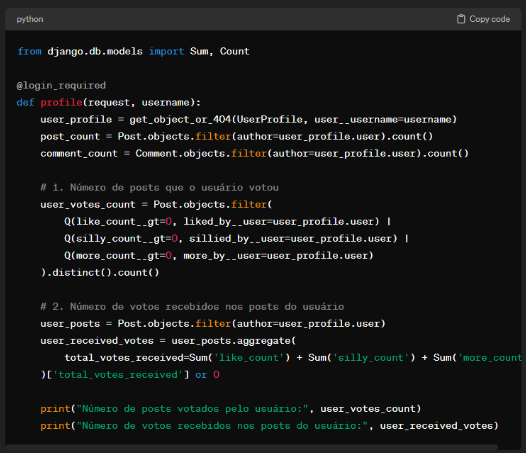 python
Copy code
from django.db.models import Sum, Count
@login_required
def profile(request, username):
    user_profile = get_object_or_404(UserProfile, user__username=username)
    post_count = Post.objects.filter(author=user_profile.user).count()
    comment_count = Comment.objects.filter(author=user_profile.user).count()
    # 1. Número de posts que o usuário votou
    user_votes_count = Post.objects.filter(
        Q(like_count__gt=0, liked_by__user=user_profile.user) |
        Q(silly_count__gt=0, sillied_by__user=user_profile.user) |
        Q(more_count__gt=0, more_by__user=user_profile.user)
    ).distinct().count()
    # 2. Número de votos recebidos nos posts do usuário
    user_posts = Post.objects.filter(author=user_profile.user)
    user_received_votes = user_posts.aggregate(
        total_votes_received=Sum('like_count') + Sum('silly_count') + Sum('more_count
    )['total_votes_received'] or 0
    print("Número de posts votados pelo usuário:", user_votes_count)
    print("Número de votos recebidos nos posts do usuário:", user_received_votes)